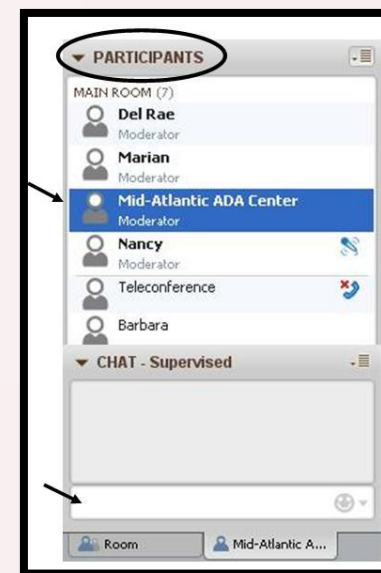 PARTICIPANTS
MAIN ROOM (7)
Del Rae
Moderator
Marian
Moderator
Mid-Atlantic ADA Center
Moderator
Nancy
Moderator
Teleconference
Barbara
CHAT - Supervised
Room
Mid-Atlantic A...